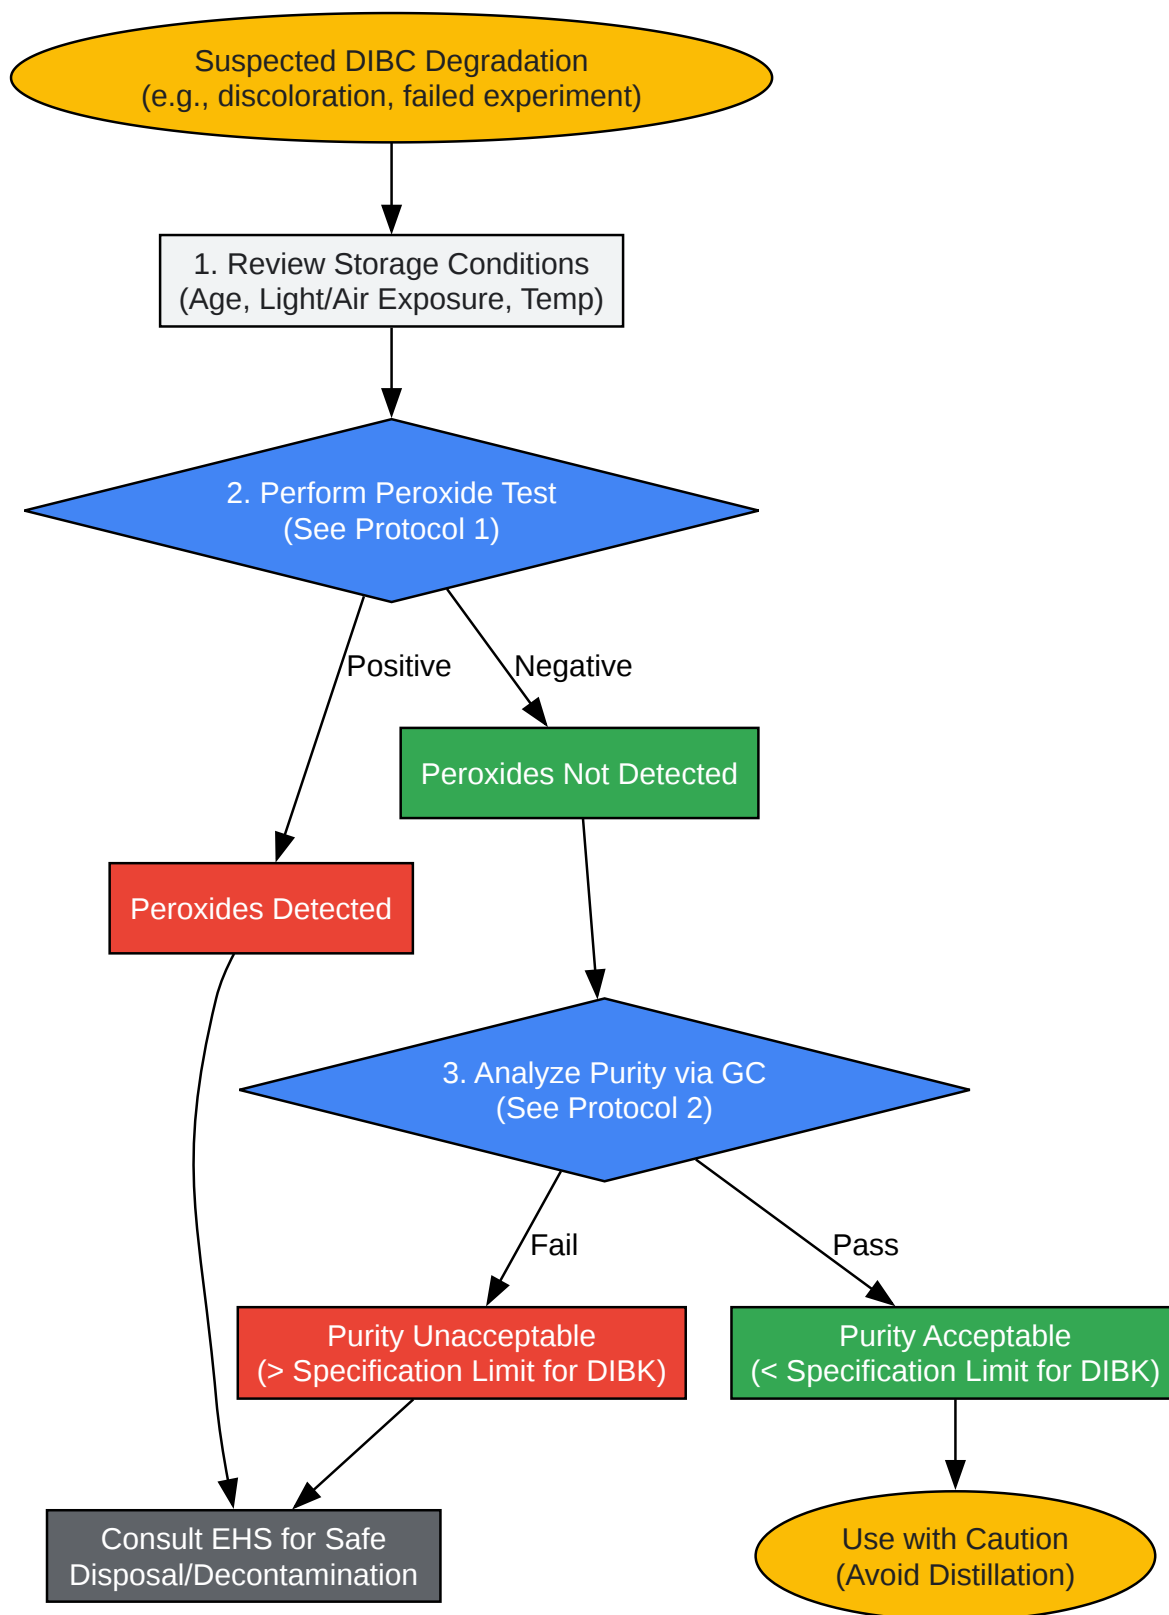 Suspected DIBC Degradation
(e.g., discoloration, failed experiment)
1. Review Storage Conditions
(Age, Light/Air Exposure, Temp)
2. Perform Peroxide Test
(See Protocol 1)
Positive
Negative
Peroxides Not Detected
Peroxides Detected
3. Analyze Purity via GC
(See Protocol 2)
Fail
Pass
Purity Unacceptable
(> Specification Limit for DIBK)
Purity Acceptable
(< Specification Limit for DIBK)
Consult EHS for Safe
Disposal/Decontamination
Use with Caution
(Avoid Distillation)